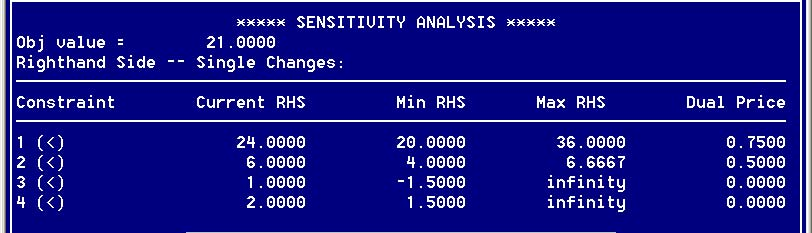 ***** SENSITIVITY ANALYSIS *****
Obj value = 21.0000
Righthand Side -- Single Changes:
Constraint Current RHS Min RHS Max RHS Dual Price
1 (<) 24.0000 20.0000 36.0000 0.7500
2 (<) 6.0000 4.0000 6.6667 0.5000
3 (<) 1.0000 -1.5000 infinity 0.0000
4 (<) 2.0000 1.5000 infinity 0.0000